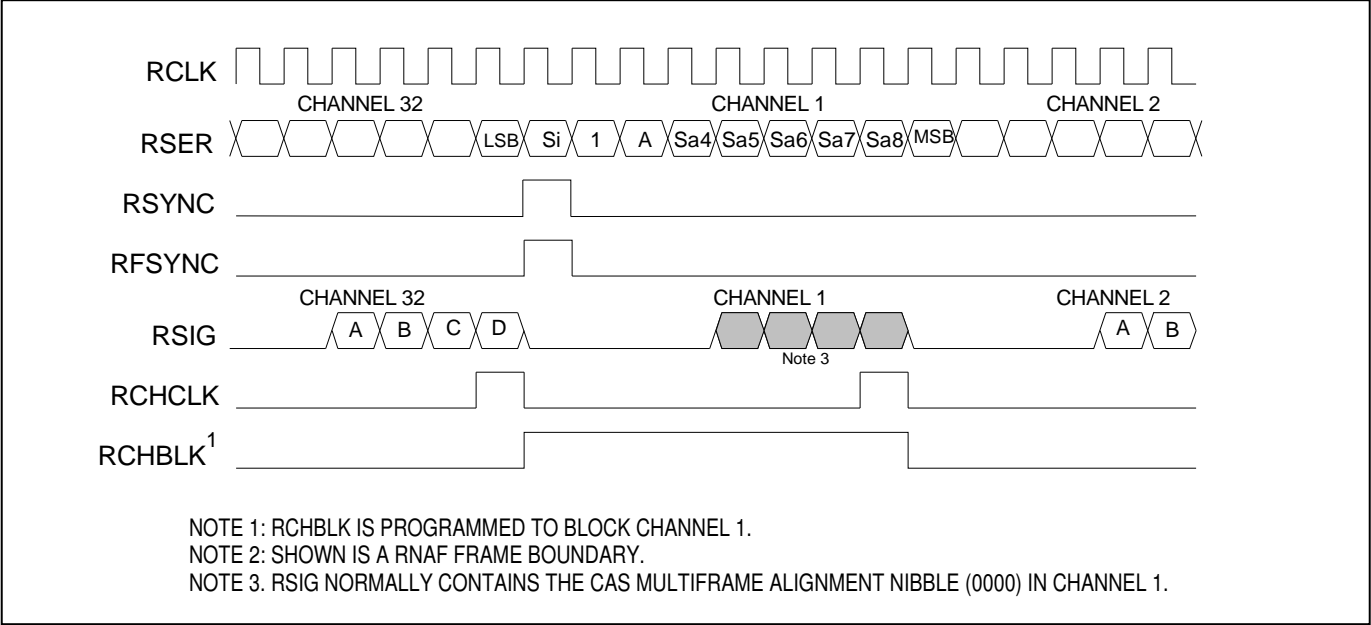 RCLK
CHANNEL 32 CHANNEL 1 CHANNEL 2
RSER LSB Si 1 A Sa4 Sa5 Sa6 Sa7 Sa8 MSB
RSYNC
RFSYNC
CHANNEL 32 CHANNEL 1 CHANNEL 2
RSIG A B C D A B
Note 3
RCHCLK
RCHBLK1
NOTE 1: RCHBLK IS PROGRAMMED TO BLOCK CHANNEL 1.
NOTE 2: SHOWN IS A RNAF FRAME BOUNDARY.
NOTE 3. RSIG NORMALLY CONTAINS THE CAS MULTIFRAME ALIGNMENT NIBBLE (0000) IN CHANNEL 1.